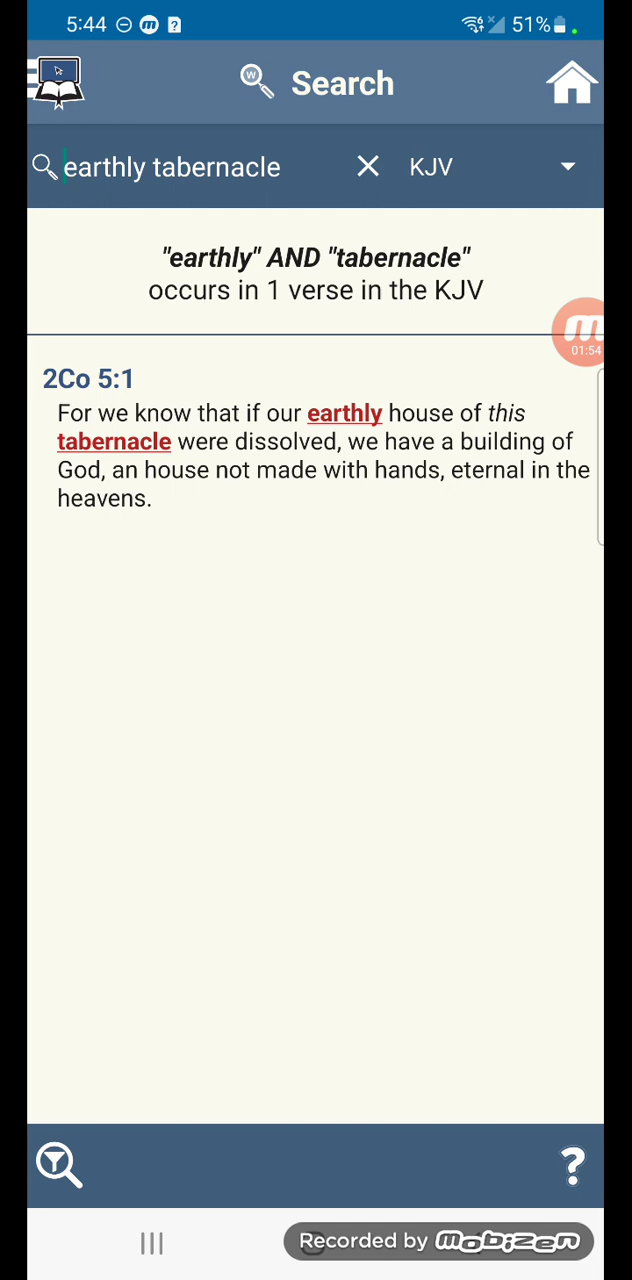 5:44 51%
W Search
earthly tabernacle KJV
"earthly" AND "tabernacle"
occurs in 1 verse in the KJV
01:54
2Co 5:1
For we know that if our earthly house of this
tabernacle were dissolved, we have a building of
God, an house not made with hands, eternal in the
heavens.
?
Recorded by mobizen